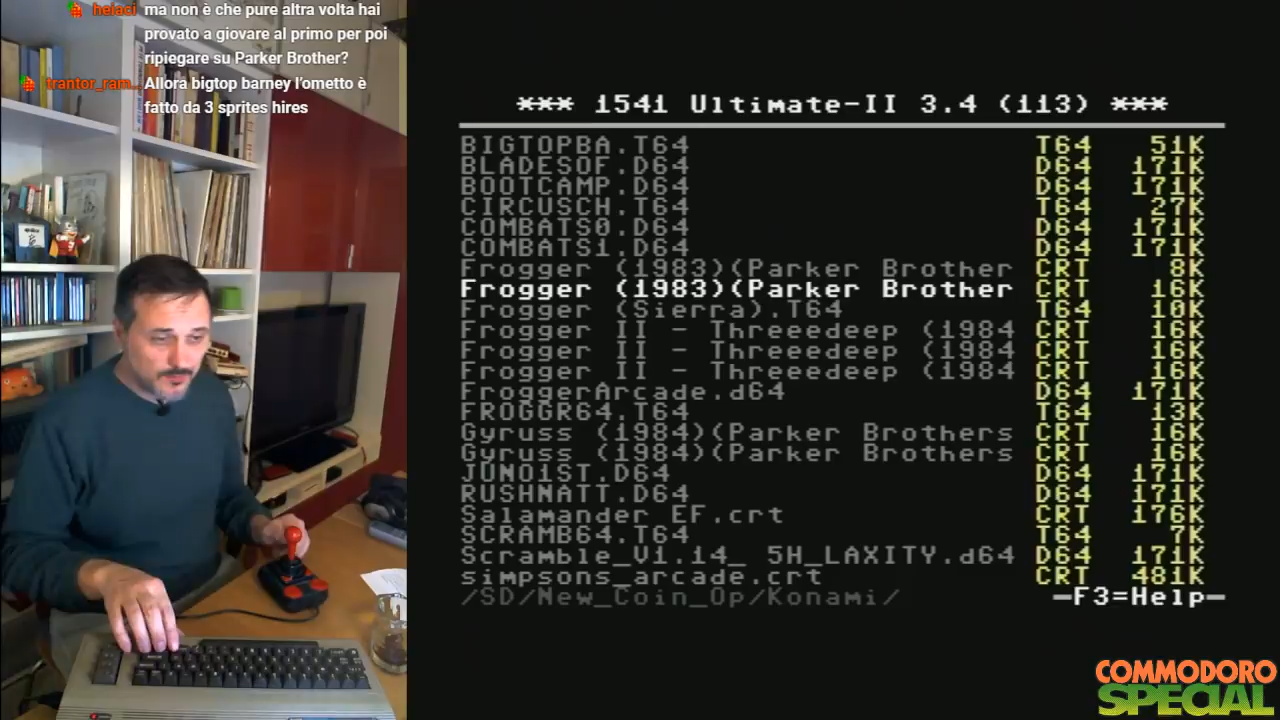 helaci ma non è che pure altra volta hai
provato a giovare al primo per poi
ripiegare su Parker Brother?
trantor_ram... Allora bigtop barney l'ometto è
fatto da 3 sprites hires
*** 1541 Ultimate-II 3.4 (113) ***
BIGTOPBA.T64 T64 51K
BLADESOF.D64 D64 171K
BOOTCAMP.D64 D64 171K
CIRCUSCH.T64 T64 27K
COMBATS0.D64 D64 171K
COMBATS1.D64 D64 171K
Frogger (1983)(Parker Brother CRT 8K
Frogger (1983)(Parker Brother CRT 16K
Frogger (Sierra).T64 T64 10K
Frogger II - Threeedeep (1984 CRT 16K
Frogger II - Threeedeep (1984 CRT 16K
Frogger II - Threeedeep (1984 CRT 16K
FroggerArcade.d64 D64 171K
FROGGR64.T64 T64 13K
Gyruss (1984)(Parker Brothers CRT 16K
Gyruss (1984)(Parker Brothers CRT 16K
JUNO1ST.D64 D64 171K
RUSHNATT.D64 D64 171K
Salamander EF.crt CRT 176K
SCRAMB64.T64 T64 7K
Scramble_V1.14_ 5H_LAXITY.d64 D64 171K
simpsons_arcade.crt CRT 481K
/SD/New_Coin_Op/Konami/ —F3=Help—
COMMODORO
SPECIAL